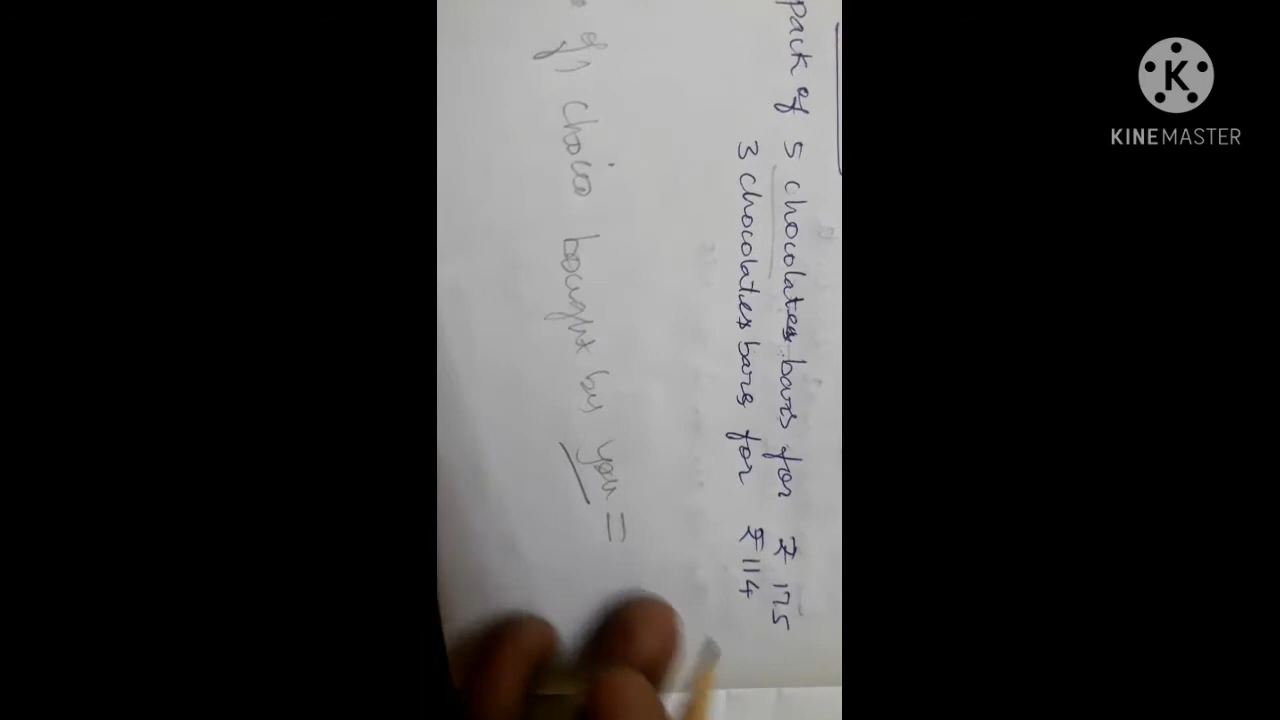 pack of 5 chocolates bars for ₹ 175
3 chocolates bars for ₹ 114
of 1 choco bought by you =
KINEMASTER